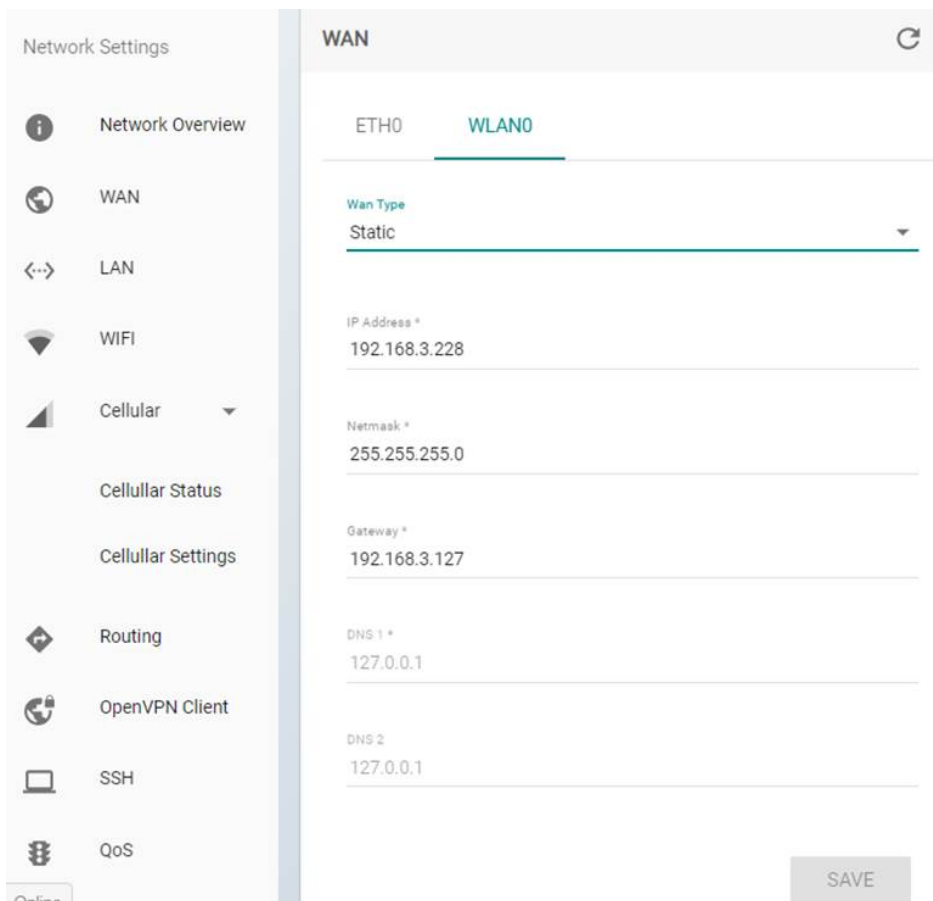 Network Settings
Network Overview
WAN
LAN
WIFI
Cellular
Cellullar Status
Cellullar Settings
Routing
OpenVPN Client
SSH
QoS
WAN
ETH0 WLAN0
Wan Type
Static
IP Address *
192.168.3.228
Netmask *
255.255.255.0
Gateway *
192.168.3.127
DNS 1 *
127.0.0.1
DNS 2
127.0.0.1
SAVE